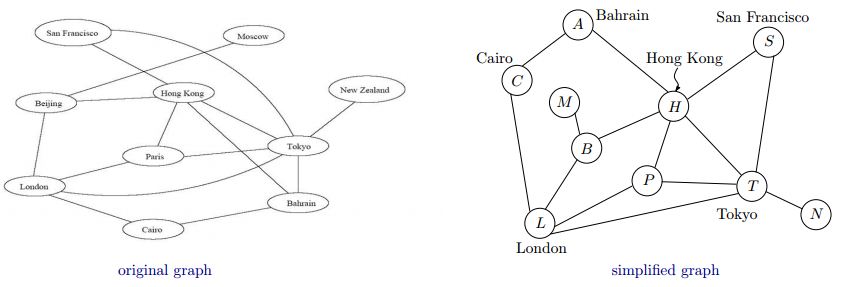 San Francisco
Moscow
Hong Kong
New Zealand
Beijing
Paris
Tokyo
London
Bahrain
Cairo
original graph
A Bahrain
San Francisco
S
Cairo
C
Hong Kong
M
H
B
P
T
Tokyo
N
L
London
simplified graph